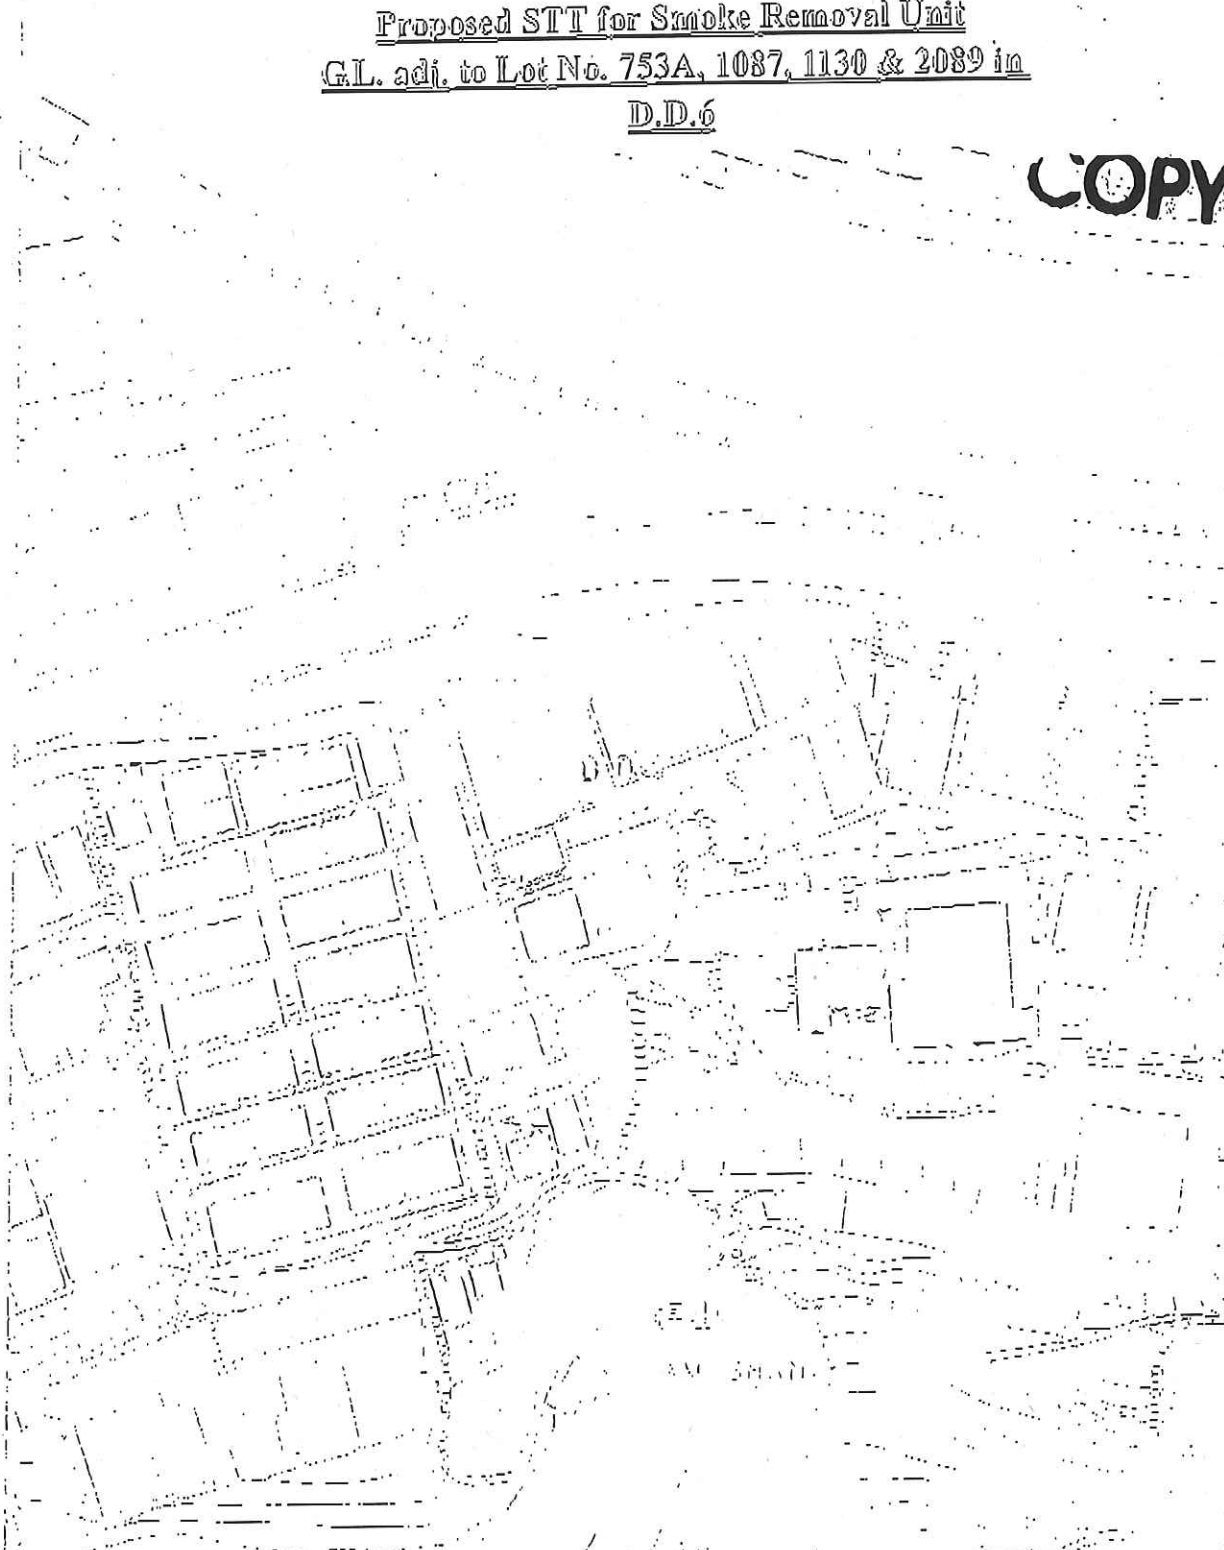 Proposed STT for Smoke Removal Unit
G.L. adj. to Lot No. 753A, 1087, 1130 & 2089 in
D.D.6
COPY